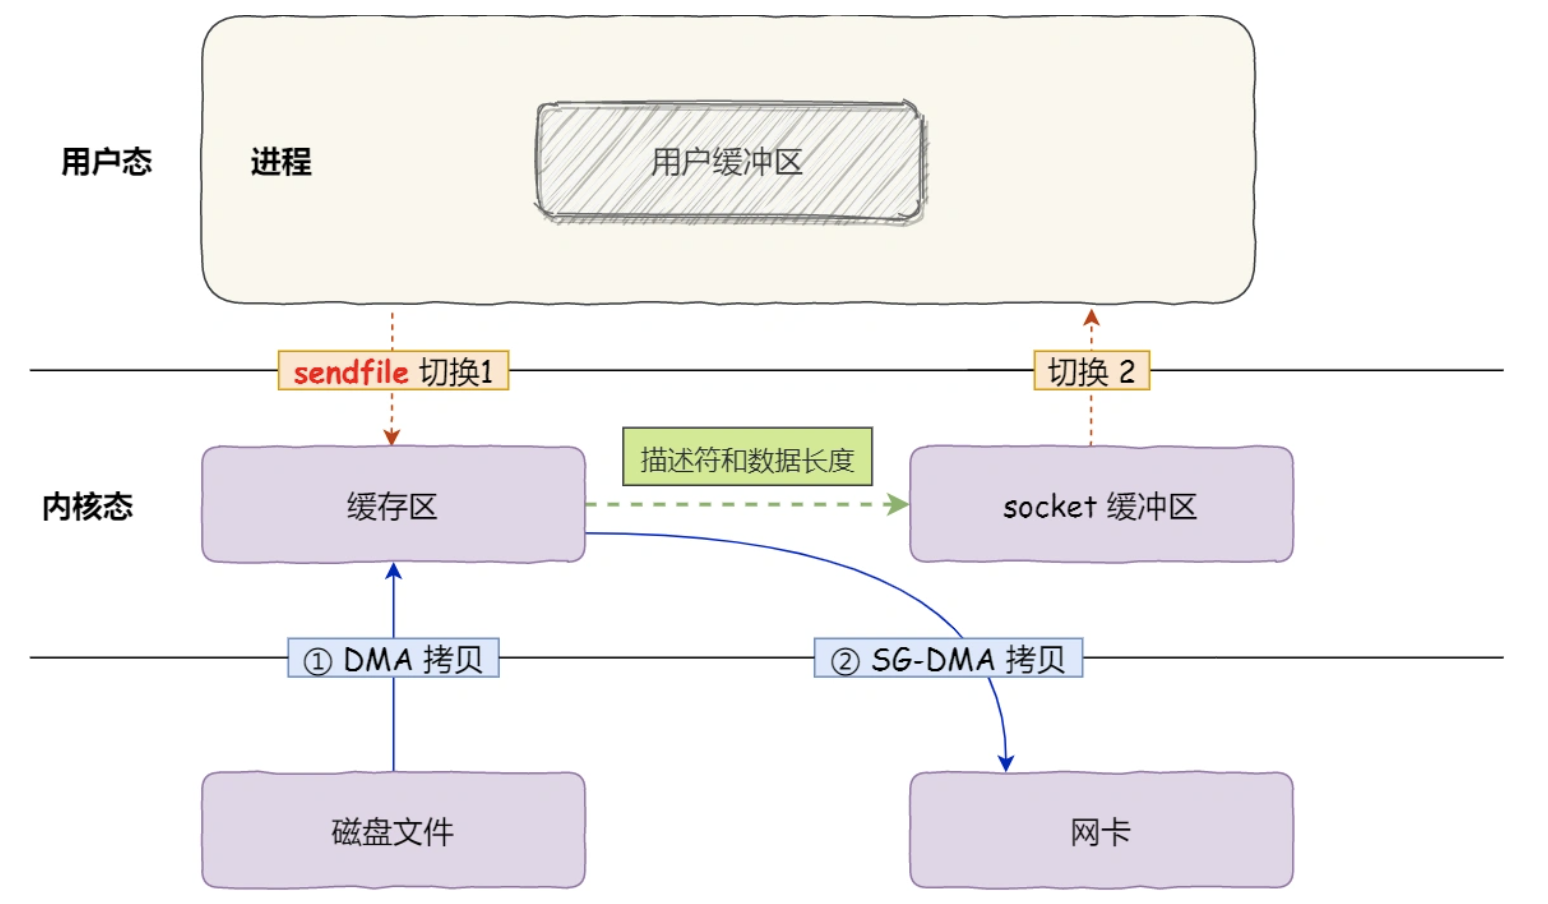 用户态
进程
用户缓冲区
sendfile 切换1
切换 2
描述符和数据长度
内核态
缓存区
socket 缓冲区
① DMA 拷贝
② SG-DMA 拷贝
磁盘文件
网卡